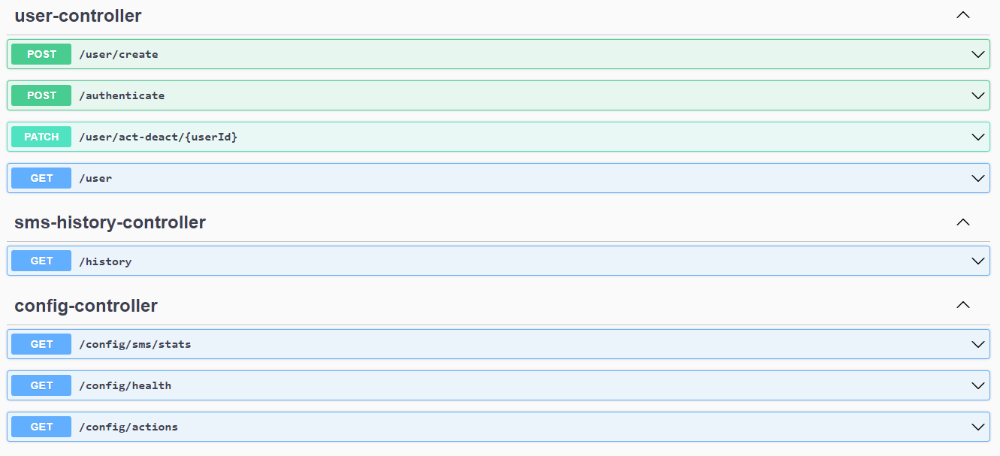 user-controller
POST /user/create
POST /authenticate
PATCH /user/act-deact/{userId}
GET /user
sms-history-controller
GET /history
config-controller
GET /config/sms/stats
GET /config/health
GET /config/actions